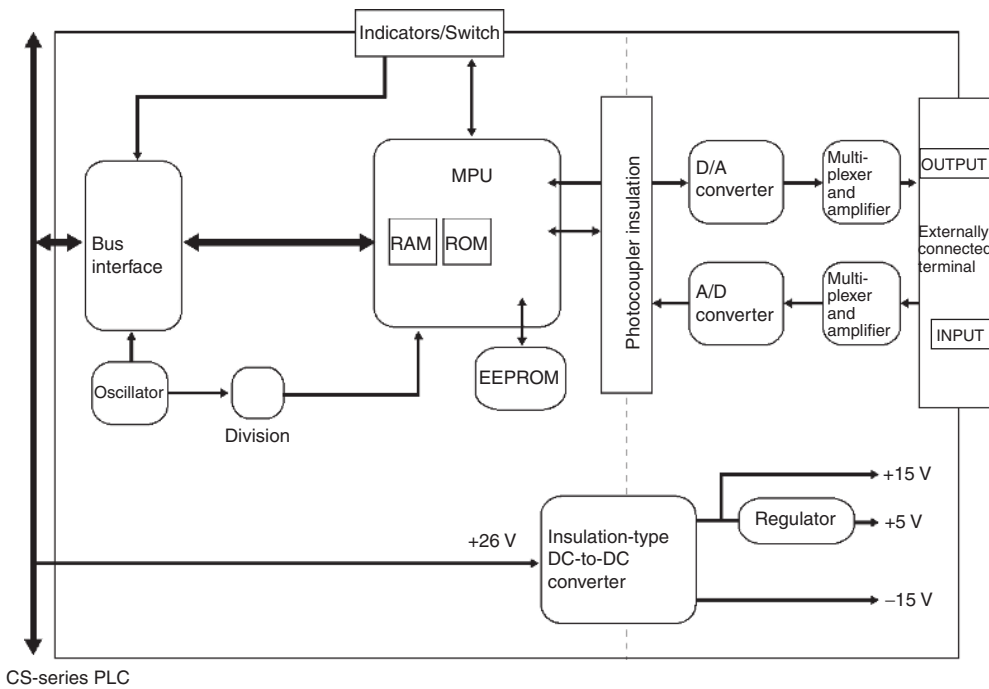 Indicators/Switch
MPU
RAM
ROM
Bus
interface
Oscillator
Division
EEPROM
Photocoupler insulation
D/A
converter
Multi-
plexer
and
amplifier
A/D
converter
Multi-
plexer
and
amplifier
OUTPUT
Externally
connected
terminal
INPUT
+26 V
Insulation-type
DC-to-DC
converter
Regulator
+15 V
+5 V
−15 V
CS-series PLC